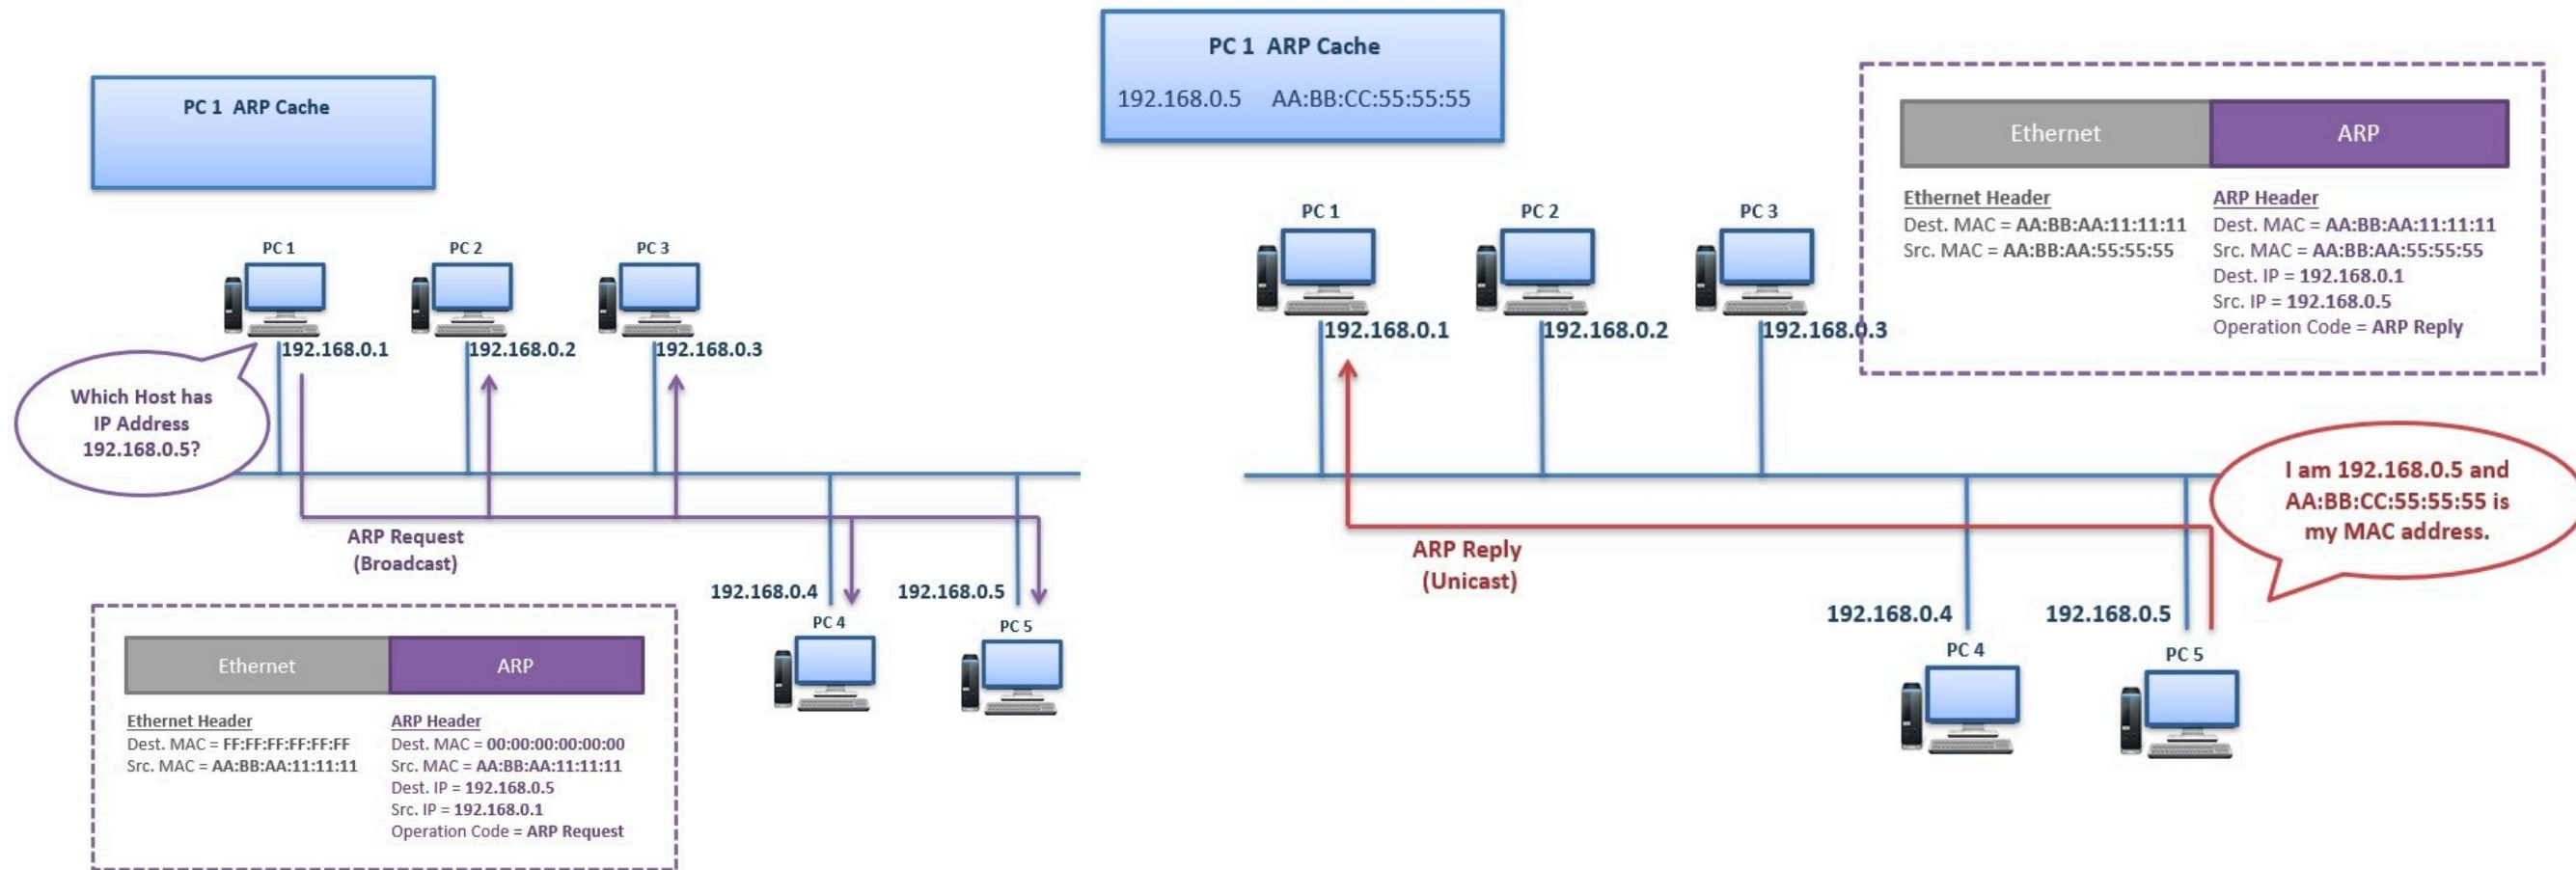 PC 1 ARP Cache
PC 1
PC 2
PC 3
192.168.0.1
192.168.0.2
192.168.0.3
Which Host has
IP Address
192.168.0.5?
ARP Request
(Broadcast)
192.168.0.4
192.168.0.5
PC 4
PC 5
Ethernet
ARP
Ethernet Header
Dest. MAC = FF:FF:FF:FF:FF:FF
Src. MAC = AA:BB:AA:11:11:11
ARP Header
Dest. MAC = 00:00:00:00:00:00
Src. MAC = AA:BB:AA:11:11:11
Dest. IP = 192.168.0.5
Src. IP = 192.168.0.1
Operation Code = ARP Request
PC 1 ARP Cache
192.168.0.5 AA:BB:CC:55:55:55
PC 1
PC 2
PC 3
192.168.0.1
192.168.0.2
192.168.0.3
Ethernet
ARP
Ethernet Header
Dest. MAC = AA:BB:AA:11:11:11
Src. MAC = AA:BB:AA:55:55:55
ARP Header
Dest. MAC = AA:BB:AA:11:11:11
Src. MAC = AA:BB:AA:55:55:55
Dest. IP = 192.168.0.1
Src. IP = 192.168.0.5
Operation Code = ARP Reply
I am 192.168.0.5 and
AA:BB:CC:55:55:55 is
my MAC address.
ARP Reply
(Unicast)
192.168.0.4
192.168.0.5
PC 4
PC 5